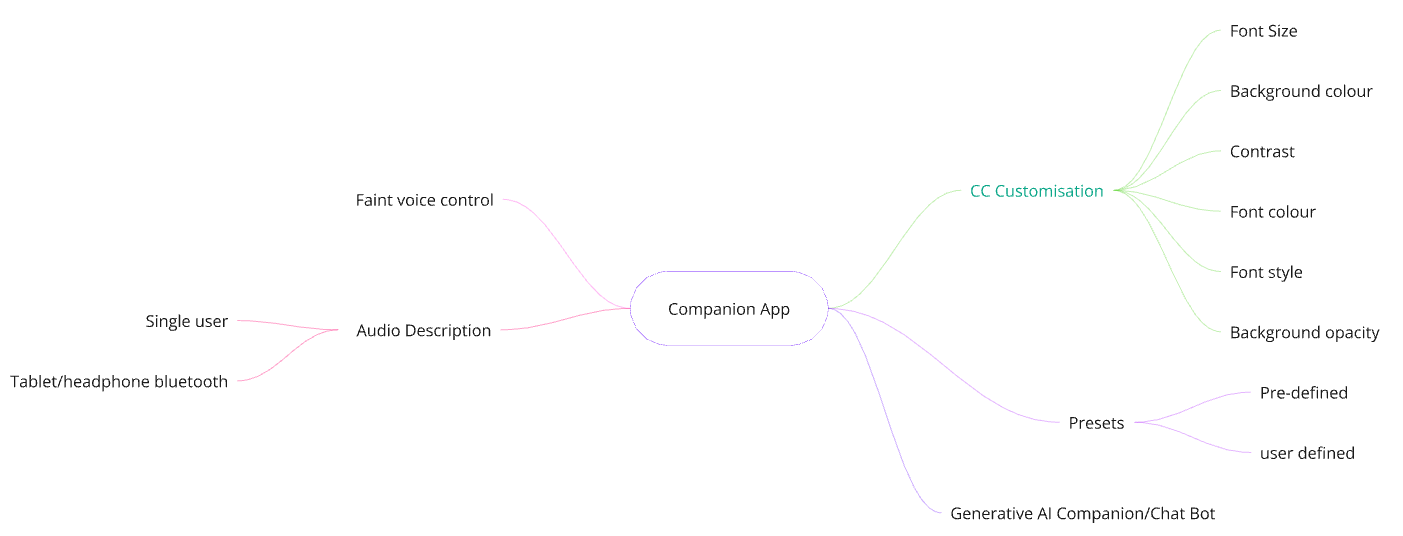 Font Size
Background colour
Contrast
CC Customisation
Faint voice control
Font colour
Font style
Companion App
Single user
Audio Description
Background opacity
Tablet/headphone bluetooth
Pre-defined
Presets
user defined
Generative AI Companion/Chat Bot